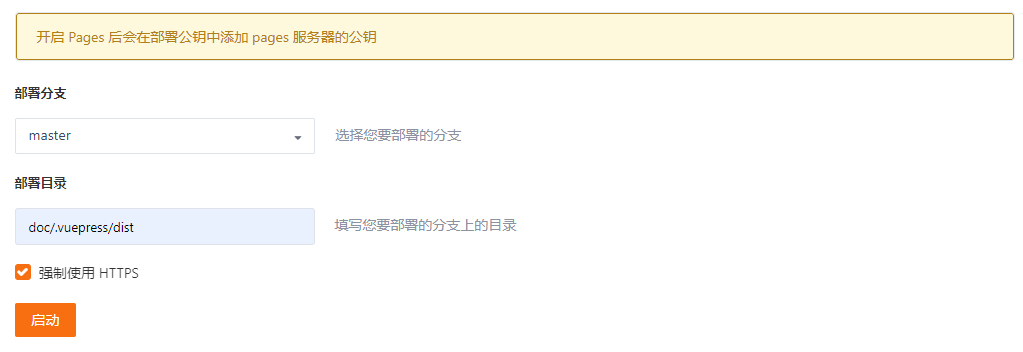 开启 Pages 后会在部署公钥中添加 pages 服务器的公钥
部署分支
master 选择您要部署的分支
部署目录
doc/.vuepress/dist 填写您要部署的分支上的目录
强制使用 HTTPS
启动